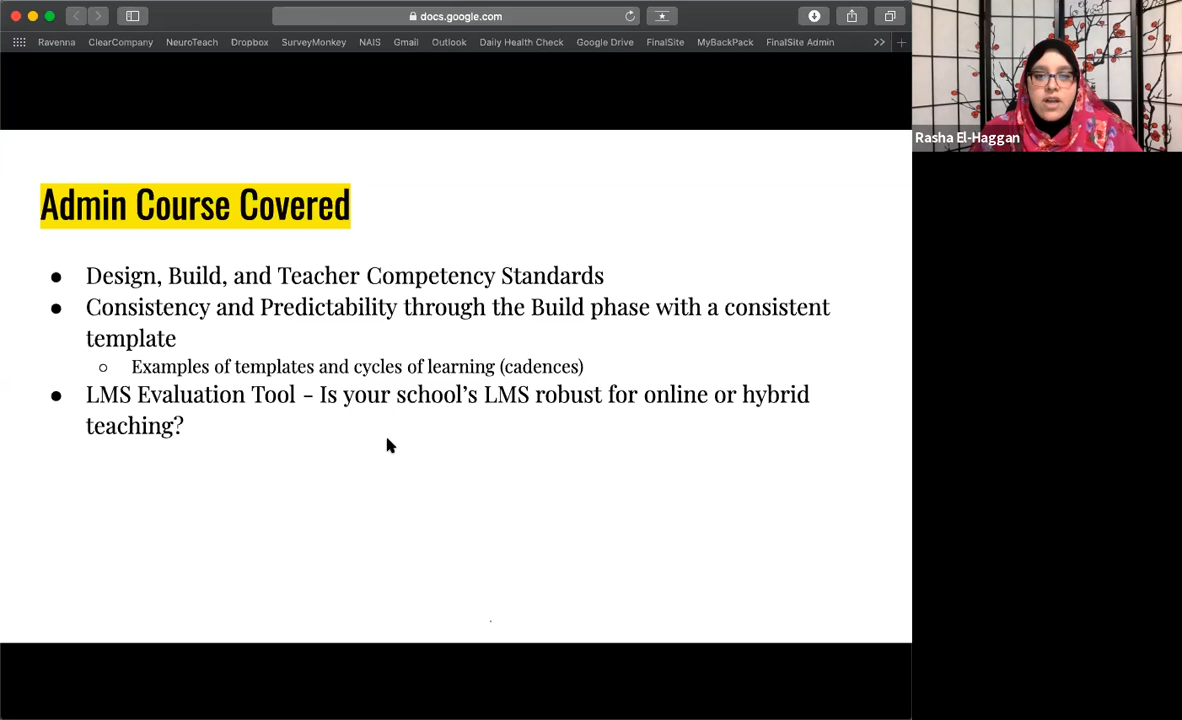 docs.google.com
Ravenna ClearCompany NeuroTeach Dropbox SurveyMonkey NAIS Gmail Outlook Daily Health Check Google Drive FinalSite MyBackPack FinalSite Admin
Rasha El-Haggan
Admin Course Covered
● Design, Build, and Teacher Competency Standards
● Consistency and Predictability through the Build phase with a consistent
template
○ Examples of templates and cycles of learning (cadences)
● LMS Evaluation Tool - Is your school's LMS robust for online or hybrid
teaching?